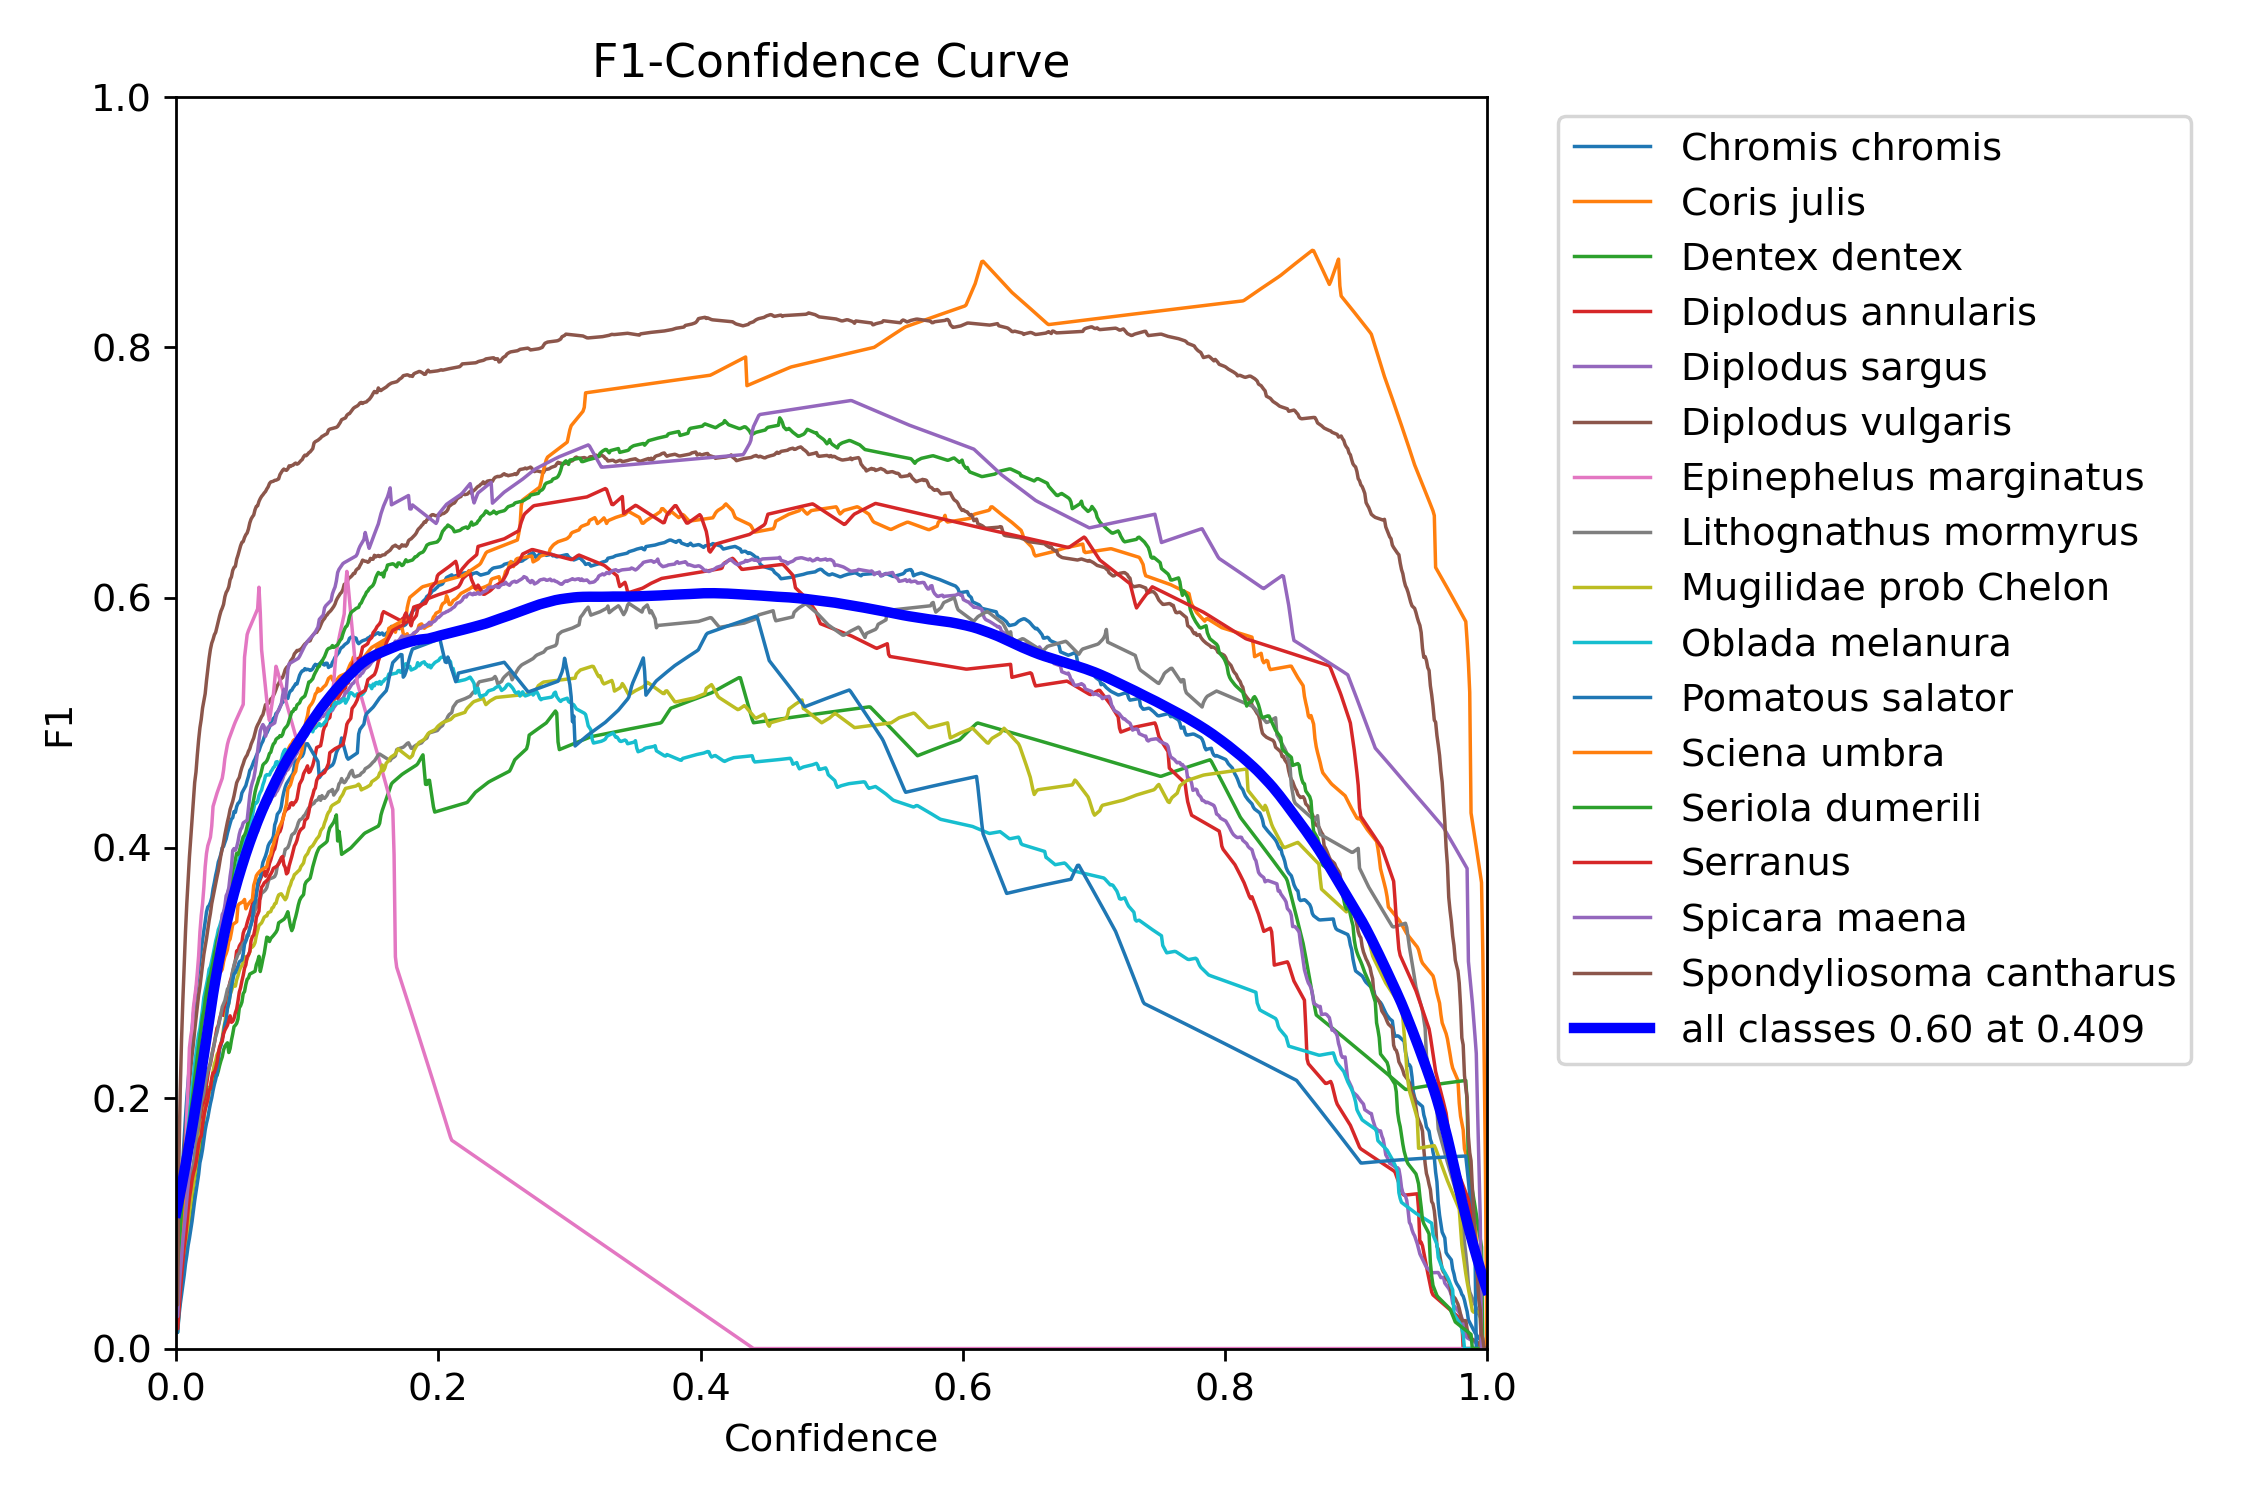 F1-Confidence Curve
1.0
0.8
0.6
0.4
0.2
0.0
F1
0.0 0.2 0.4 0.6 0.8 1.0
Confidence
Chromis chromis
Coris julis
Dentex dentex
Diplodus annularis
Diplodus sargus
Diplodus vulgaris
Epinephelus marginatus
Lithognathus mormyrus
Mugilidae prob Chelon
Oblada melanura
Pomatous salator
Sciena umbra
Seriola dumerili
Serranus
Spicara maena
Spondyliosoma cantharus
all classes 0.60 at 0.409